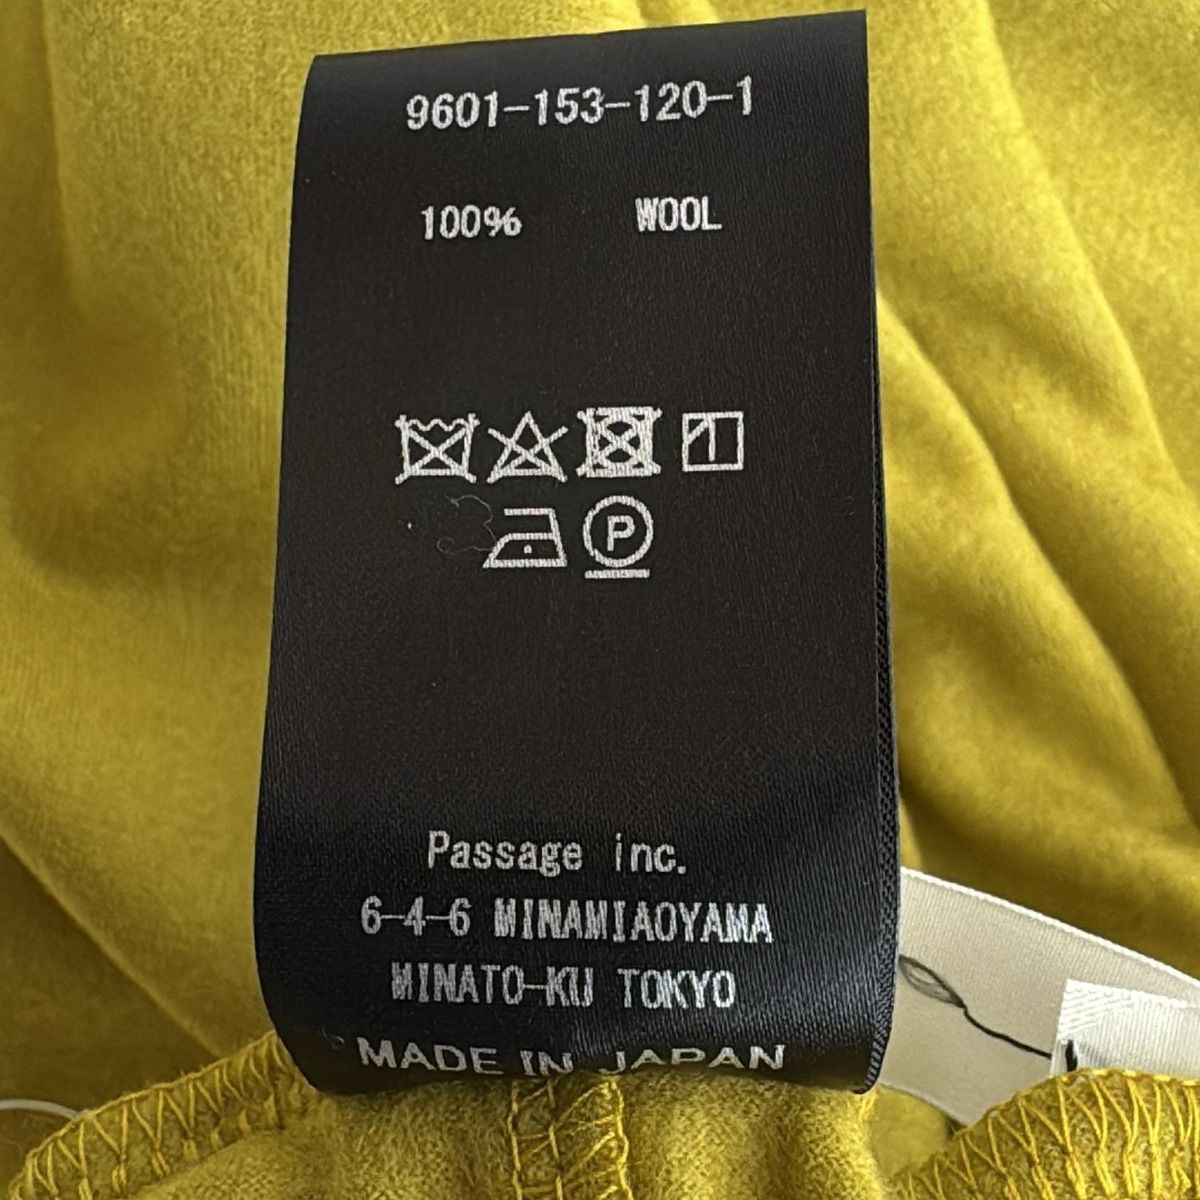 9601-153-120-1
100% WOOL
P
Passage inc.
6-4-6 MINAMIAOYAMA
MINATO-KU TOKYO
MADE IN JAPAN